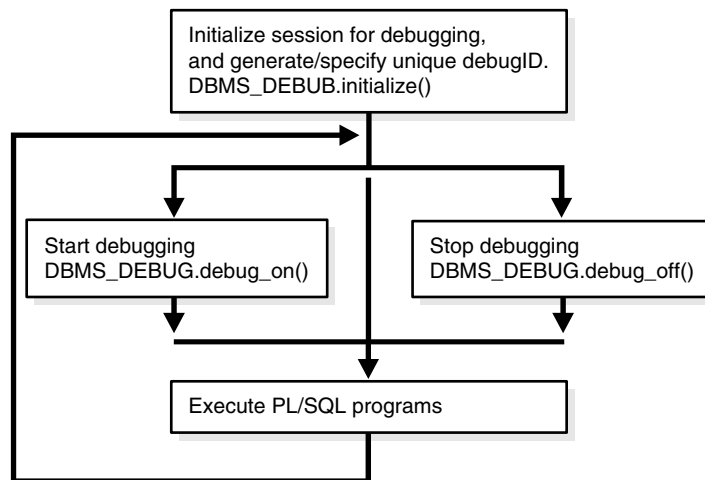 Initialize session for debugging,
and generate/specify unique debugID.
DBMS_DEBUB.initialize()
Start debugging
DBMS_DEBUG.debug_on()
Stop debugging
DBMS_DEBUG.debug_off()
Execute PL/SQL programs